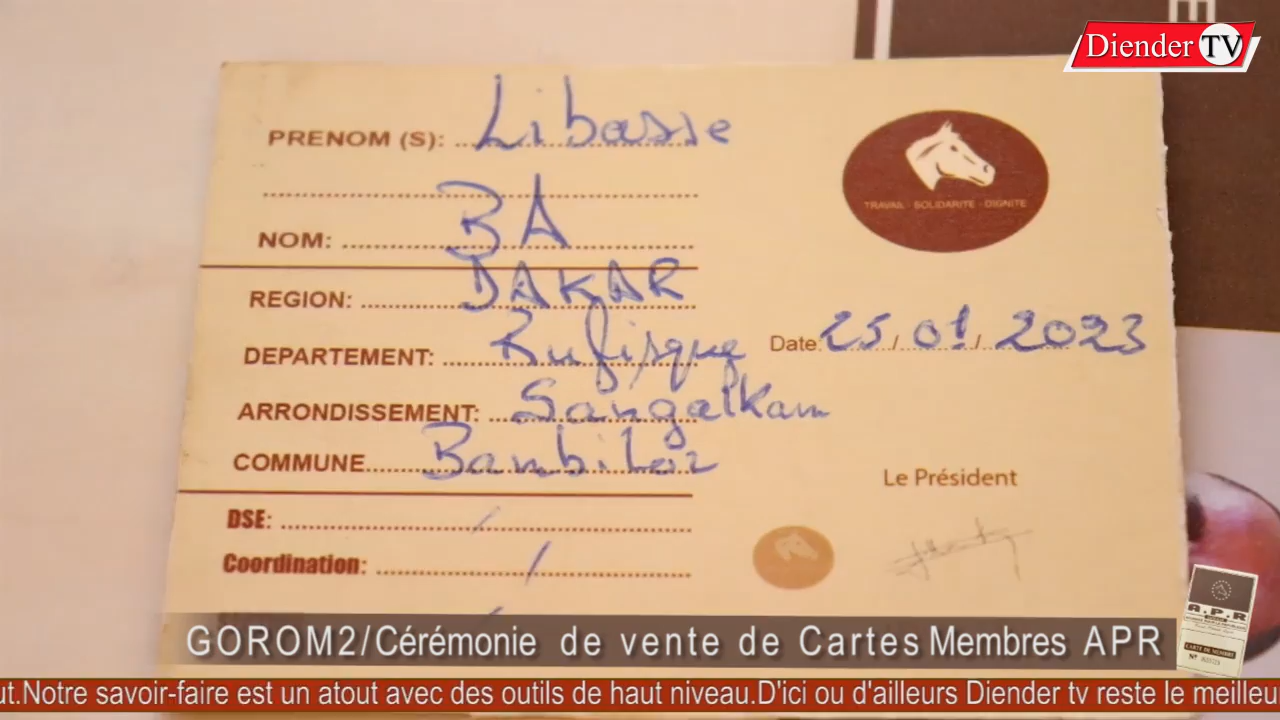 Diender TV
PRENOM (S): Libasse
TRAVAIL - SOLIDARITE - DIGNITE
NOM: BA
REGION: DAKAR
DEPARTEMENT: Rufisque
Date: 25/01/2023
ARRONDISSEMENT: Sangalkam
COMMUNE Bambilor
Le Président
DSE: /
Coordination: /
GOROM2/Cérémonie de vente de Cartes Membres APR
A.P.R
CARTE DE MEMBRE
ut.Notre savoir-faire est un atout avec des outils de haut niveau.D'ici ou d'ailleurs Diender tv reste le meilleu